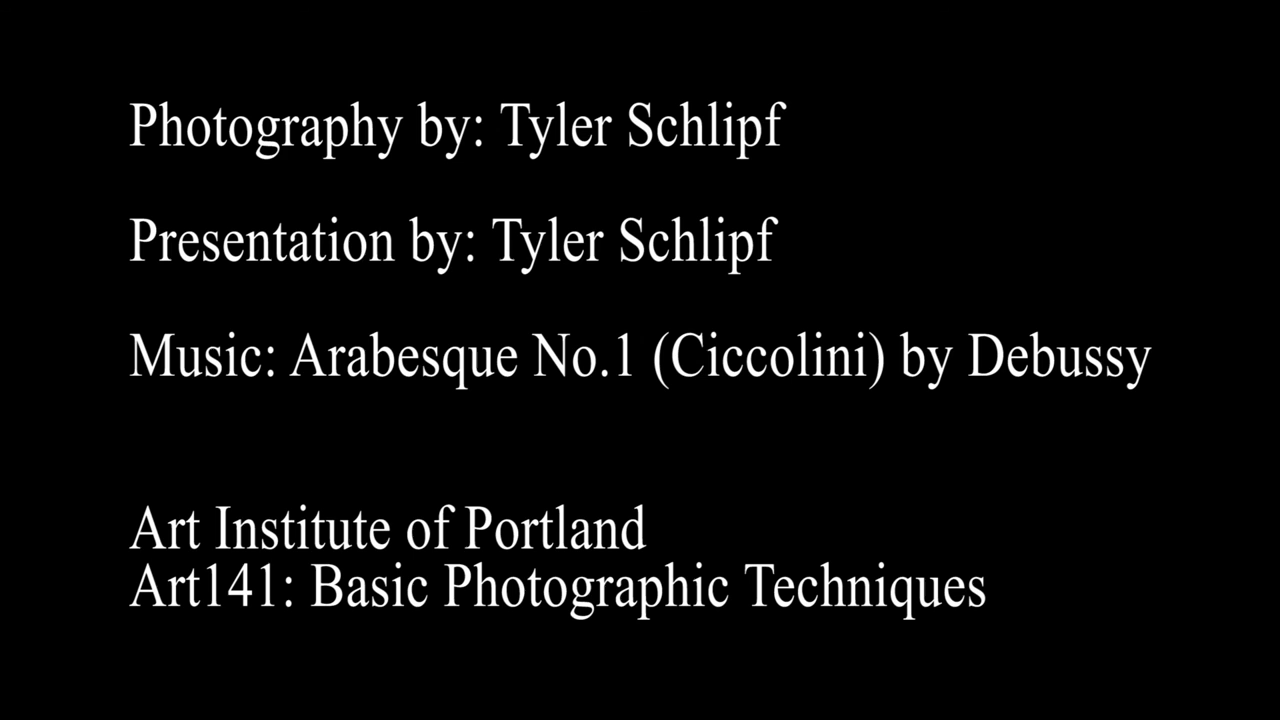 Photography by: Tyler Schlipf
Presentation by: Tyler Schlipf
Music: Arabesque No.1 (Ciccolini) by Debussy
Art Institute of Portland
Art141: Basic Photographic Techniques